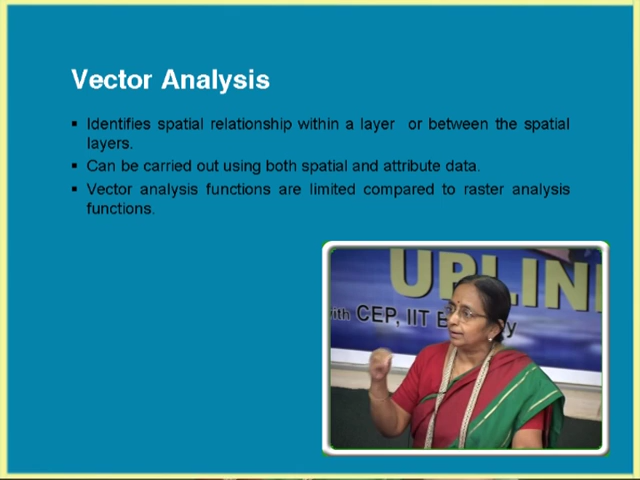 Vector Analysis
▪ Identifies spatial relationship within a layer or between the spatial
layers.
▪ Can be carried out using both spatial and attribute data.
▪ Vector analysis functions are limited compared to raster analysis
functions.
with CEP, IIT